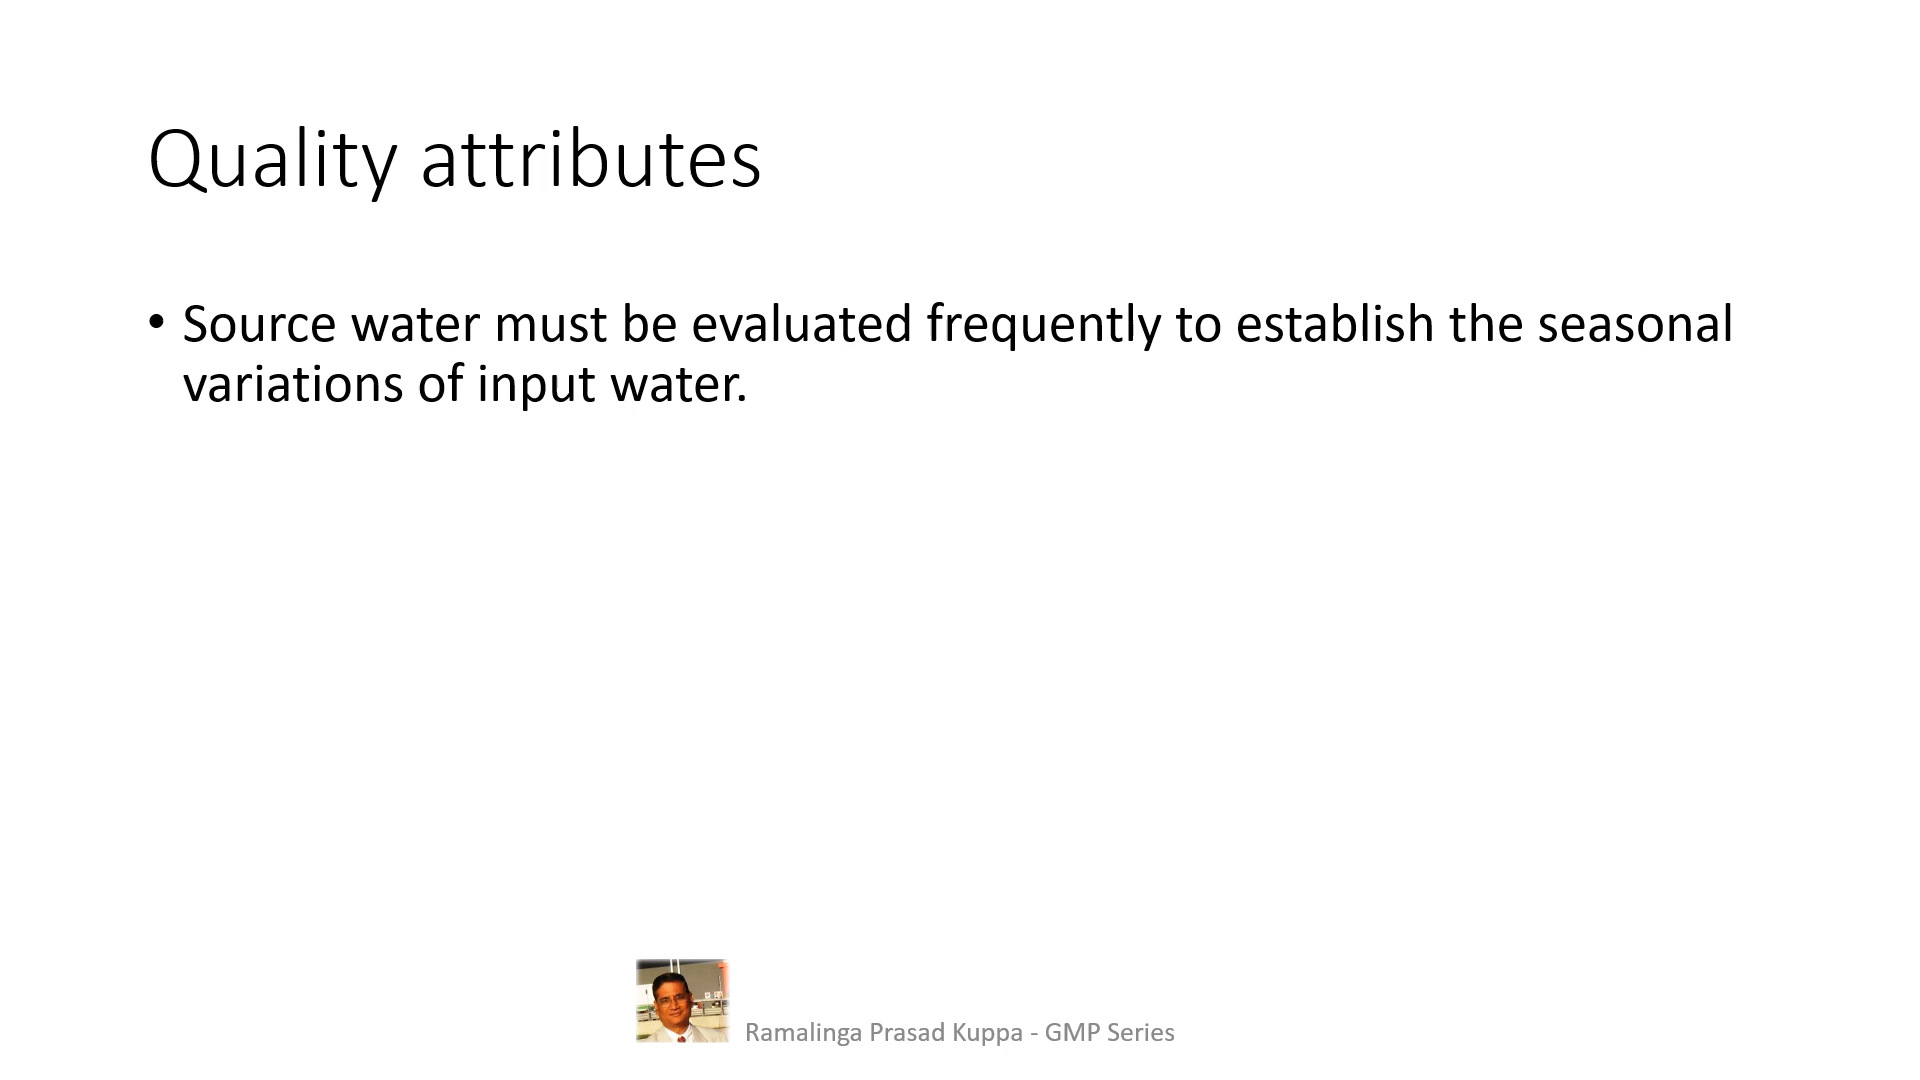 Quality attributes
• Source water must be evaluated frequently to establish the seasonal
variations of input water.
Ramalinga Prasad Kuppa - GMP Series